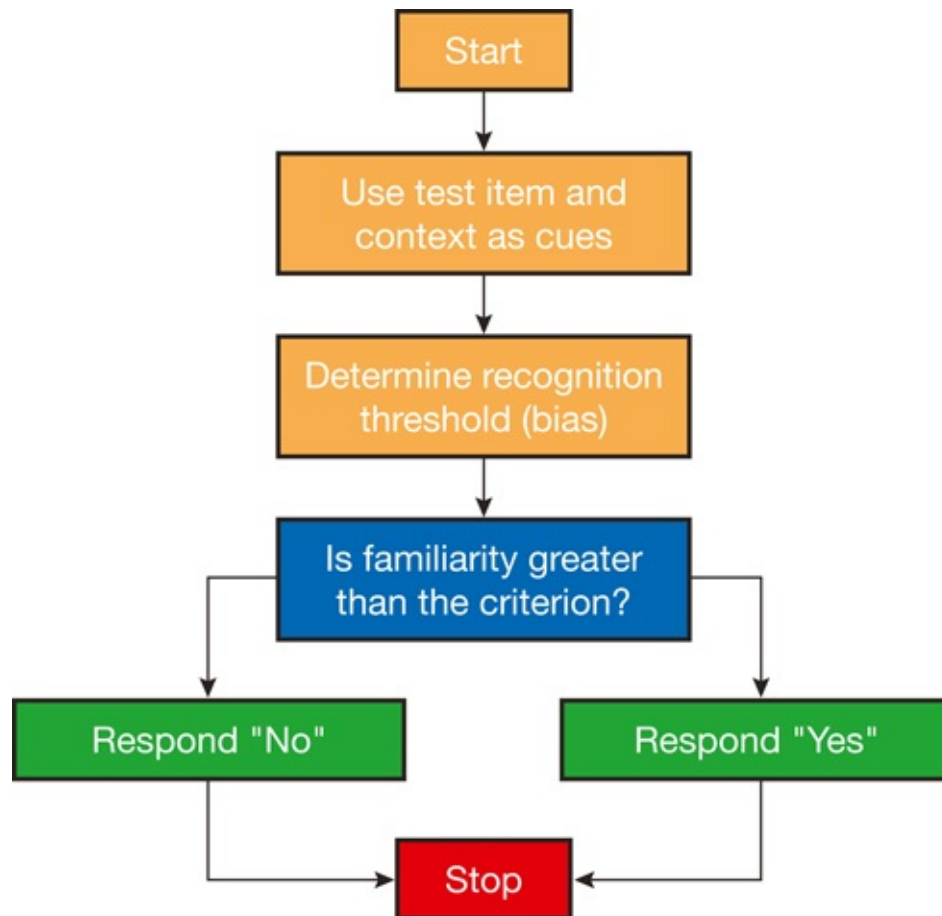 Start
Use test item and
context as cues
Determine recognition
threshold (bias)
Is familiarity greater
than the criterion?
Respond "No"
Respond "Yes"
Stop